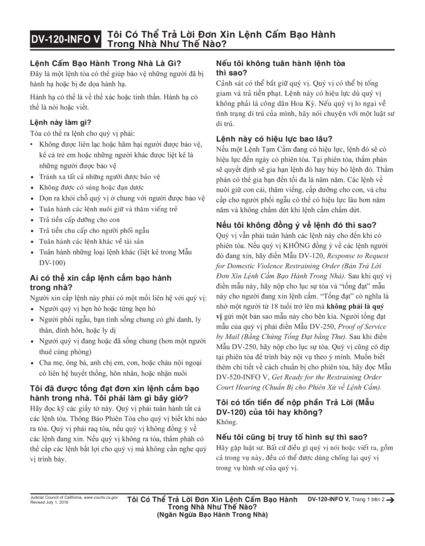 DV-120-INFO V
Tôi Có Thể Trả Lời Đơn Xin Lệnh Cấm Bạo Hành
Trong Nhà Như Thế Nào?
Lệnh Cấm Bạo Hành Trong Nhà Là Gì?
Đây là một lệnh tòa có thể giúp bảo vệ những người đã bị
hành hạ hoặc bị đe dọa hành hạ.
Hành hạ có thể là về thể xác hoặc tinh thần. Hành hạ có
thể là nói hoặc viết.
Lệnh này làm gì?
Tòa có thể ra lệnh cho quý vị phải:
• Không được liên lạc hoặc hãm hại người được bảo vệ,
kể cả trẻ em hoặc những người khác được liệt kê là
những người được bảo vệ
• Tránh xa tất cả những người được bảo vệ
• Không được có súng hoặc đạn dược
• Dọn ra khỏi chỗ quý vị ở chung với người được bảo vệ
• Tuân hành các lệnh nuôi giữ và thăm viếng trẻ
• Trả tiền cấp dưỡng cho con
• Trả tiền chu cấp cho người phối ngẫu
• Tuân hành các lệnh khác về tài sản
• Tuân hành những loại lệnh khác (liệt kê trong Mẫu
DV-100)
Ai có thể xin cấp lệnh cấm bạo hành
trong nhà?
Người xin cấp lệnh này phải có một mối liên hệ với quý vị:
• Người quý vị hẹn hò hoặc từng hẹn hò
• Người phối ngẫu, bạn tình sống chung có ghi danh, ly
thân, đính hôn, hoặc ly dị
• Người quý vị đang hoặc đã sống chung (hơn một người
thuê cùng phòng)
• Cha mẹ, ông bà, anh chị em, con, hoặc cháu nội ngoại
có liên hệ huyết thống, hôn nhân, hoặc nhận nuôi
Tôi đã được tống đạt đơn xin lệnh cấm bạo
hành trong nhà. Tôi phải làm gì bây giờ?
Hãy đọc kỹ các giấy tờ này. Quý vị phải tuân hành tất cả
các lệnh tòa. Thông Báo Phiên Tòa cho quý vị biết khi nào
ra tòa. Quý vị phải raq tòa, nếu quý vị không đồng ý về
các lệnh đang xin. Nếu quý vị không ra tòa, thẩm pháh có
thể cấp các lệnh bất lợi cho quý vị mà không cần nghe quý
vị trình bày.
Nếu tôi không tuân hành lệnh tòa
thì sao?
Cảnh sát có thể bắt giữ quý vị. Quý vị có thể bị tống
giam và trả tiền phạt. Lệnh này có hiệu lực dù quý vị
không phải là công dân Hoa Kỳ. Nếu quý vị lo ngại về
tình trạng di trú của mình, hãy nói chuyện với một luật sư
di trú.
Lệnh này có hiệu lực bao lâu?
Nếu một Lệnh Tạm Cấm đang có hiệu lực, lệnh đó sẽ có
hiệu lực đến ngày có phiên tòa. Tại phiên tòa, thẩm phán
sẽ quyết định sẽ gia hạn lệnh đó hay hủy bỏ lệnh đó. Thẩm
phán có thể gia hạn đến tối đa là năm năm. Các lệnh về
nuôi giữ con cái, thăm viếng, cấp dưỡng cho con, và chu
cấp cho người phối ngẫu có thể có hiệu lực lâu hơn năm
năm và không chấm dứt khi lệnh cấm chấm dứt.
Nếu tôi không đồng ý về lệnh đó thì sao?
Quý vị vẫn phải tuân hành các lệnh này cho đến khi có
phiên tòa. Nếu quý vị KHÔNG đồng ý về các lệnh người
đó đang xin, hãy điền Mẫu DV-120, Response to Request
for Domestic Violence Restraining Order (Bản Trả Lời
Đơn Xin Lệnh Cấm Bạo Hành Trong Nhà). Sau khi quý vị
điền mẫu này, hãy nộp cho lục sự tòa và “tống đạt” mẫu
này cho người đang xin lệnh cấm. “Tống đạt” có nghĩa là
nhờ một người từ 18 tuổi trở lên mà không phải là quý
vị gửi một bản sao mẫu này cho bên kia. Người tống đạt
mẫu của quý vị phải điền Mẫu DV-250, Proof of Service
by Mail (Bằng Chứng Tống Đạt bằng Thư). Sau khi điền
Mẫu DV-250, hãy nộp cho lục sự tòa. Quý vị cũng có dịp
tại phiên tòa để trình bày nội vụ theo ý mình. Muốn biết
thêm chi tiết về cách chuẩn bị cho phiên tòa, hãy đọc Mẫu
DV-520-INFO V, Get Ready for the Restraining Order
Court Hearing (Chuẩn Bị cho Phiên Xử về Lệnh Cấm).
Tôi có tốn tiền để nộp phần Trả Lời (Mẫu
DV-120) của tôi hay không?
Không.
Nếu tôi cũng bị truy tố hình sự thì sao?
Hãy gặp luật sư. Bất cứ điều gì quý vị nói hoặc viết ra, gồm
cả trong vụ này, đều có thể được dùng chống lại quý vị
trong vụ hình sự của quý vị.
Judicial Council of California, www.courts.ca.gov
Revised July 1, 2016
Tôi Có Thể Trả Lời Đơn Xin Lệnh Cấm Bạo Hành
Trong Nhà Như Thế Nào?
(Ngăn Ngừa Bạo Hành Trong Nhà)
DV-120-INFO V, Trang 1 trên 2